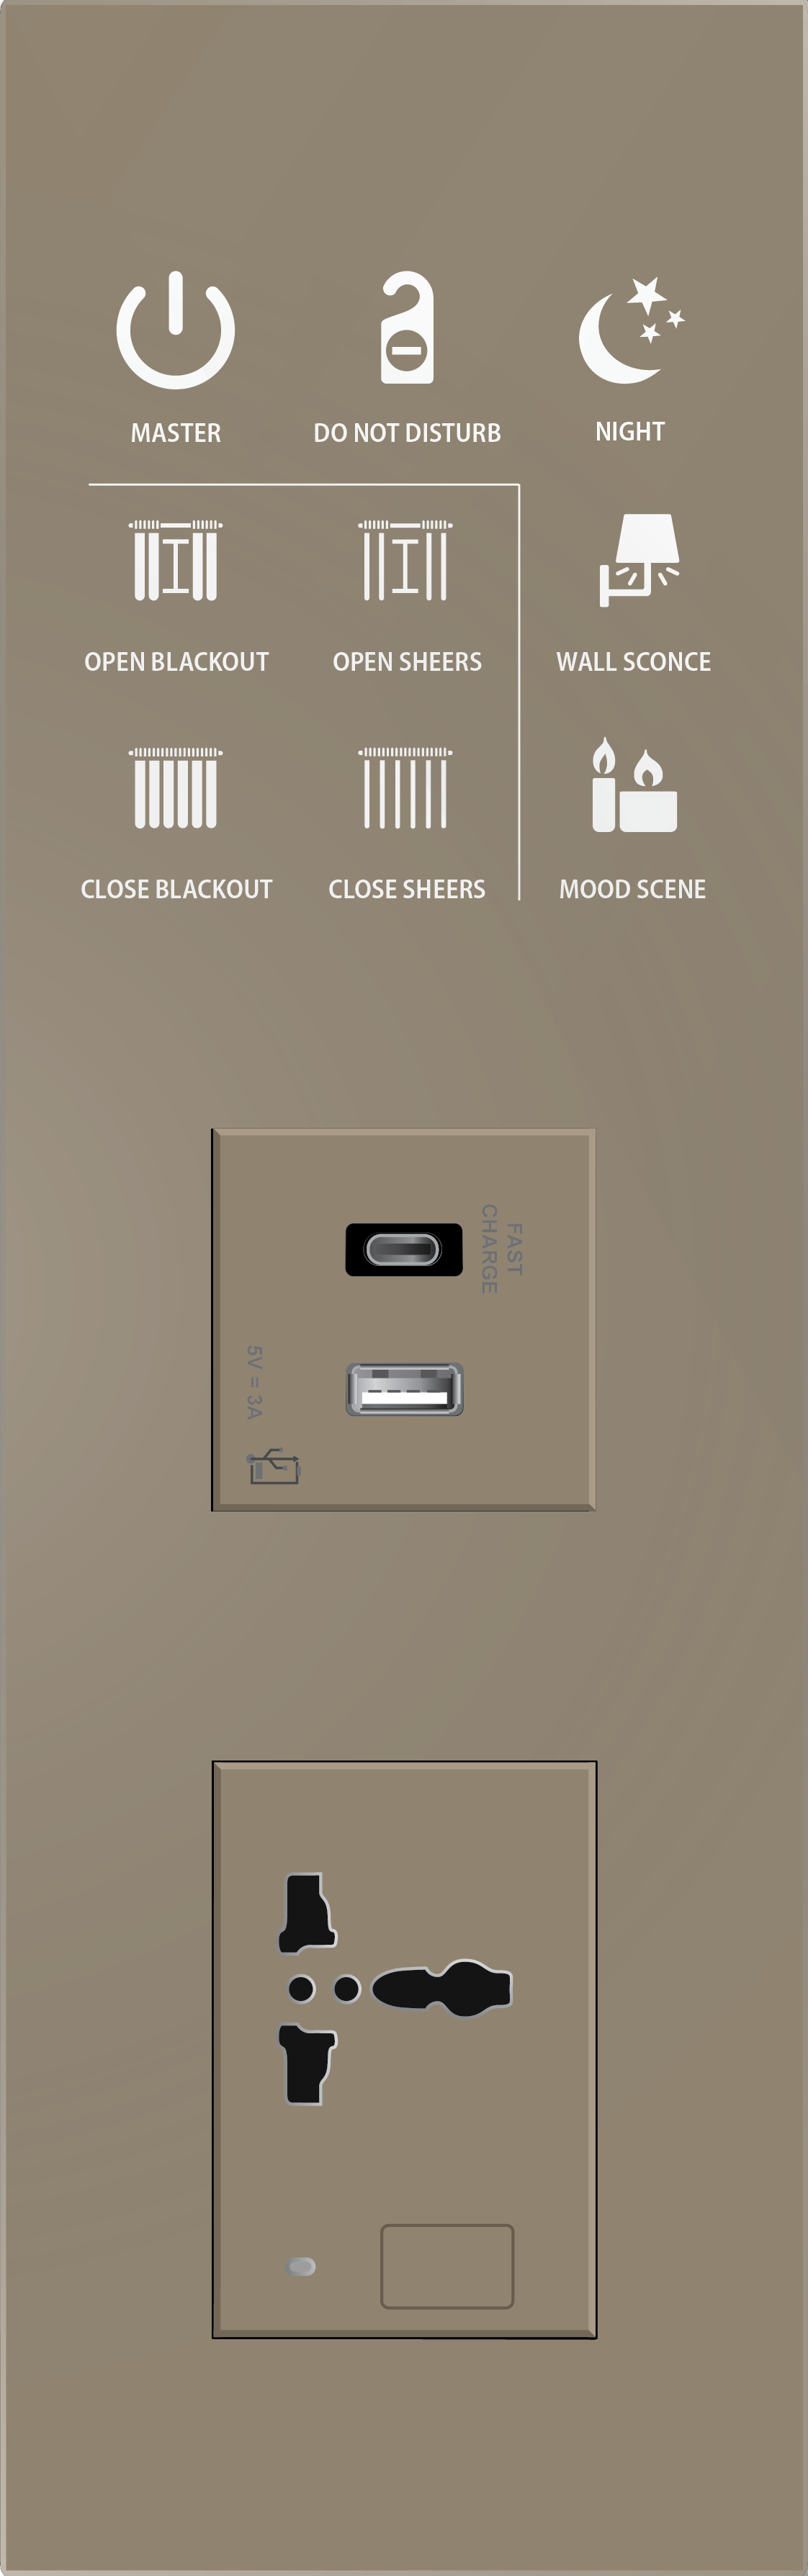 MASTER
DO NOT DISTURB
NIGHT
OPEN BLACKOUT
OPEN SHEERS
WALL SCONCE
CLOSE BLACKOUT
CLOSE SHEERS
MOOD SCENE
FAST
CHARGE
5V = 3A